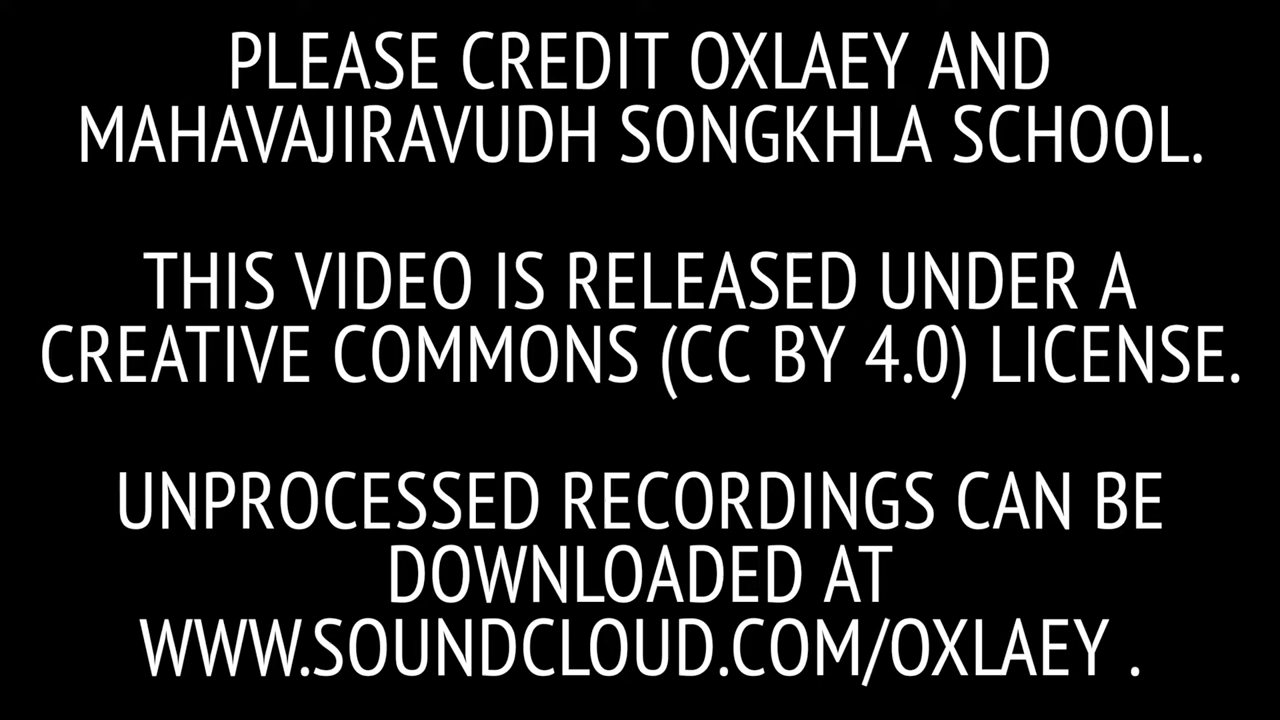 PLEASE CREDIT OXLAEY AND
MAHAVAJIRAVUDH SONGKHLA SCHOOL.
THIS VIDEO IS RELEASED UNDER A
CREATIVE COMMONS (CC BY 4.0) LICENSE.
UNPROCESSED RECORDINGS CAN BE
DOWNLOADED AT
WWW.SOUNDCLOUD.COM/OXLAEY .